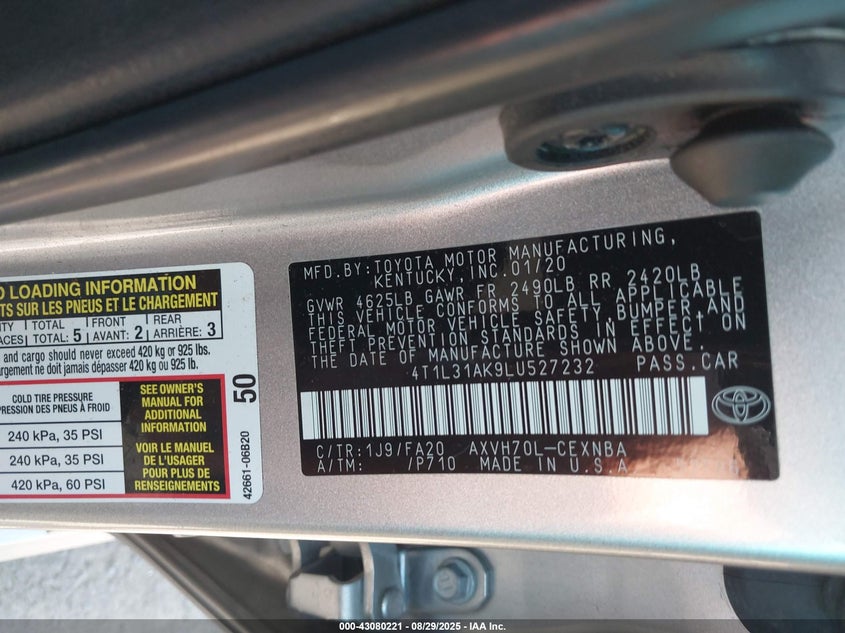 O LOADING INFORMATION
TS SUR LES PNEUS ET LE CHARGEMENT
TOTAL FRONT REAR
TOTAL: 5 AVANT: 2 ARRIÈRE: 3
and cargo should never exceed 420 kg or 925 lbs.
ne doit jamais dépasser 420 kg ou 925 lb.
COLD TIRE PRESSURE
PRESSION DES PNEUS À FROID
240 kPa, 35 PSI
240 kPa, 35 PSI
420 kPa, 60 PSI
SEE OWNER'S
MANUAL FOR
ADDITIONAL
INFORMATION
VOIR LE MANUEL
DE L'USAGER
POUR PLUS DE
RENSEIGNEMENTS
50
42661-06B20
MFD.BY:TOYOTA MOTOR MANUFACTURING,
KENTUCKY, INC.01/20
GVWR 4625LB GAWR FR 2490LB RR 2420LB
THIS VEHICLE CONFORMS TO ALL APPLICABLE
FEDERAL MOTOR VEHICLE SAFETY, BUMPER, AND
THEFT PREVENTION STANDARDS IN EFFECT ON
THE DATE OF MANUFACTURE SHOWN ABOVE.
4T1L31AK9LU527232 PASS.CAR
C/TR:1J9/FA20 AXVH70L-CEXNBA
A/TM: /P710 MADE IN U.S.A
000-43080221 - 08/29/2025 - IAA Inc.